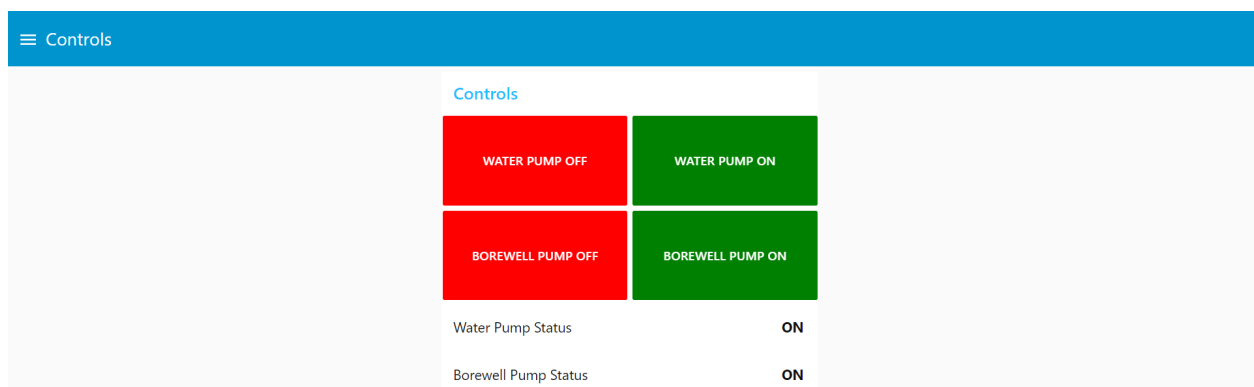 Controls
Controls
WATER PUMP OFF
WATER PUMP ON
BOREWELL PUMP OFF
BOREWELL PUMP ON
Water Pump Status ON
Borewell Pump Status ON